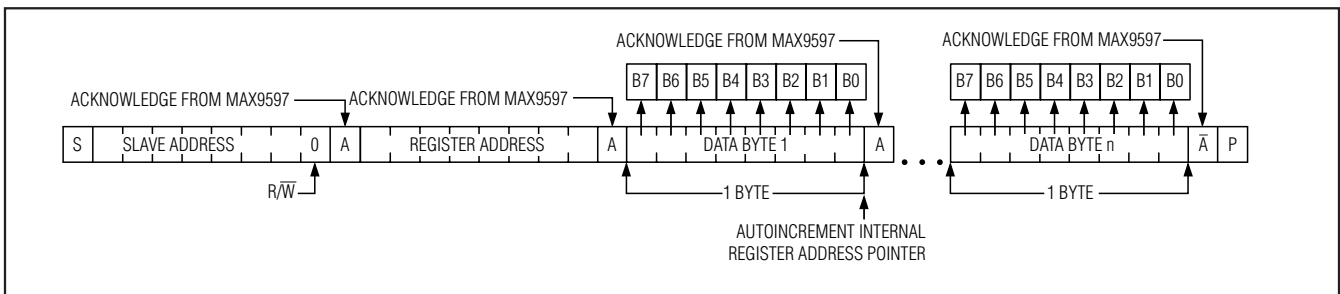 ACKNOWLEDGE FROM MAX9597
ACKNOWLEDGE FROM MAX9597
B7 B6 B5 B4 B3 B2 B1 B0
B7 B6 B5 B4 B3 B2 B1 B0
ACKNOWLEDGE FROM MAX9597
ACKNOWLEDGE FROM MAX9597
S SLAVE ADDRESS 0 A REGISTER ADDRESS A DATA BYTE 1 A • • • DATA BYTE n A̅ P
R/W̅
1 BYTE
1 BYTE
AUTOINCREMENT INTERNAL
REGISTER ADDRESS POINTER